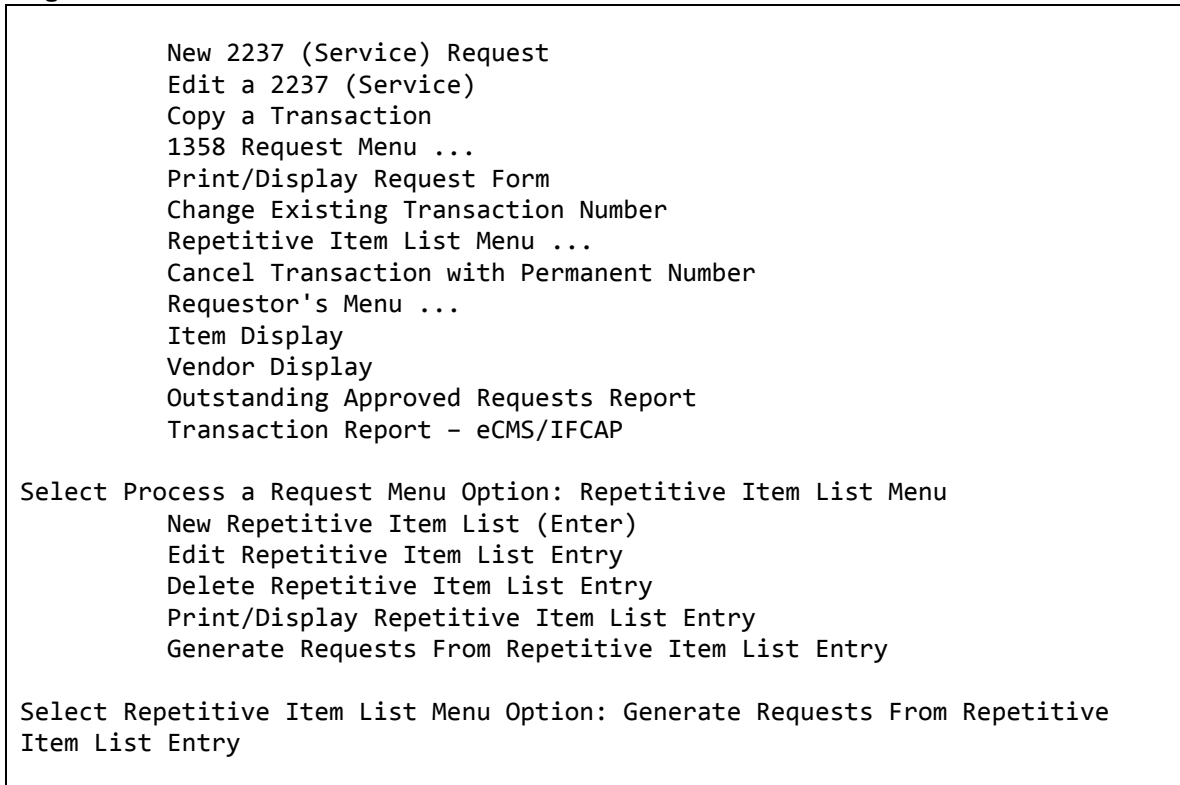 New 2237 (Service) Request
Edit a 2237 (Service)
Copy a Transaction
1358 Request Menu ...
Print/Display Request Form
Change Existing Transaction Number
Repetitive Item List Menu ...
Cancel Transaction with Permanent Number
Requestor's Menu ...
Item Display
Vendor Display
Outstanding Approved Requests Report
Transaction Report – eCMS/IFCAP
Select Process a Request Menu Option: Repetitive Item List Menu
New Repetitive Item List (Enter)
Edit Repetitive Item List Entry
Delete Repetitive Item List Entry
Print/Display Repetitive Item List Entry
Generate Requests From Repetitive Item List Entry
Select Repetitive Item List Menu Option: Generate Requests From Repetitive
Item List Entry